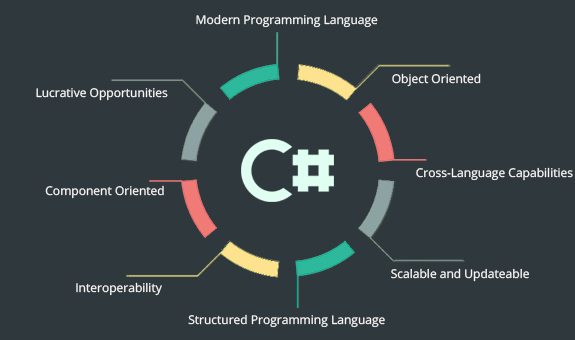 Modern Programming Language
Object Oriented
Lucrative Opportunities
C#
Cross-Language Capabilities
Component Oriented
Scalable and Updateable
Interoperability
Structured Programming Language